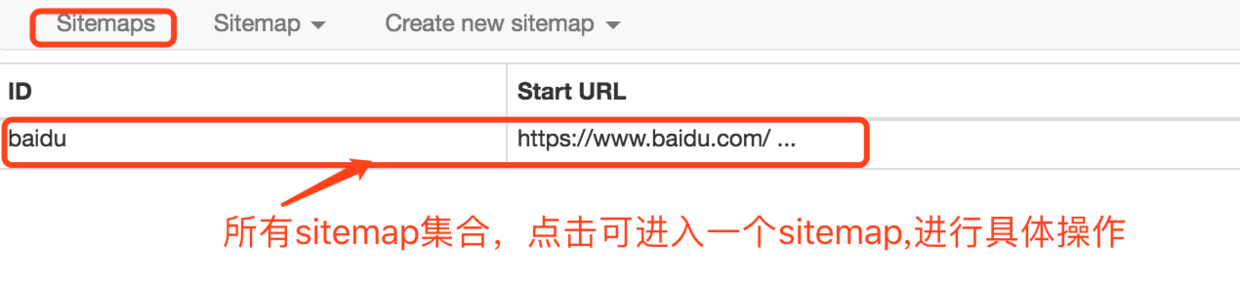 Sitemaps Sitemap Create new sitemap
ID Start URL
baidu https://www.baidu.com/ ...
所有sitemap集合，点击可进入一个sitemap,进行具体操作